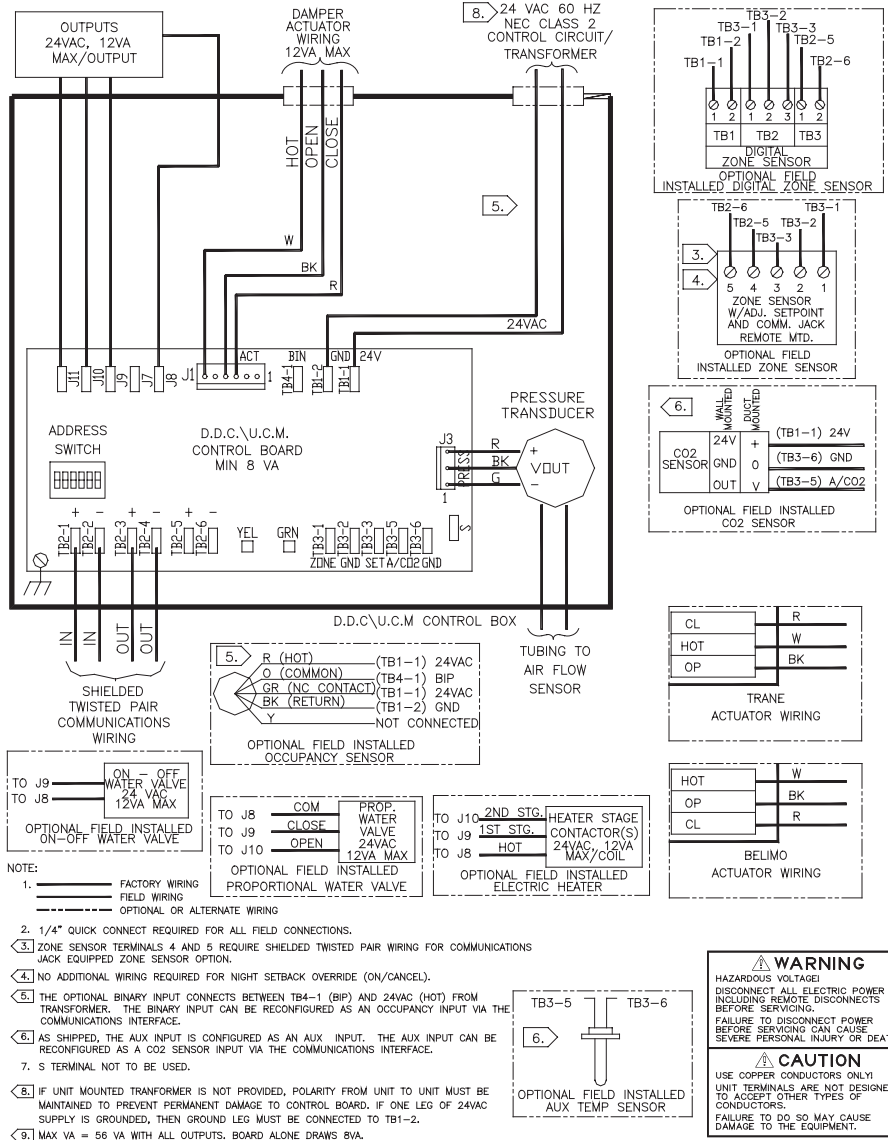 OUTPUTS
24VAC, 12VA
MAX/OUTPUT
DAMPER
ACTUATOR
WIRING
12VA MAX
8.
24 VAC 60 HZ
NEC CLASS 2
CONTROL CIRCUIT/
TRANSFORMER
HOT
OPEN
CLOSE
W
BK
R
5.
24VAC
J11
J10
J9
J7
J8
J1
ACT
1
BIN
TB4-1
GND
TB1-2
24V
TB1-1
ADDRESS
SWITCH
D.D.C.\U.C.M.
CONTROL BOARD
MIN 8 VA
J3
PRESS
1
R
BK
G
PRESSURE
TRANSDUCER
+
VOUT
−
+ − + − + −
TB2-1
TB2-2
TB2-3
TB2-4
TB2-5
TB2-6
YEL
GRN
TB3-1
TB3-2
TB3-3
TB3-5
TB3-6
ZONE GND SET A/CO2 GND
S
D.D.C\U.C.M CONTROL BOX
IN
IN
OUT
OUT
SHIELDED
TWISTED PAIR
COMMUNICATIONS
WIRING
TUBING TO
AIR FLOW
SENSOR
TB1-1
TB1-2
TB3-1
TB3-2
TB3-3
TB2-5
TB2-6
1 2 1 2 3 1 2
TB1 TB2 TB3
DIGITAL
ZONE SENSOR
OPTIONAL FIELD
INSTALLED DIGITAL ZONE SENSOR
TB2-6
TB2-5
TB3-3
TB3-2
TB3-1
3.
4.
5 4 3 2 1
ZONE SENSOR
W/ADJ. SETPOINT
AND COMM. JACK
REMOTE MTD.
OPTIONAL FIELD
INSTALLED ZONE SENSOR
6.
WALL MOUNTED
DUCT MOUNTED
CO2
SENSOR
24V + (TB1-1) 24V
GND 0 (TB3-6) GND
OUT V (TB3-5) A/CO2
OPTIONAL FIELD INSTALLED
CO2 SENSOR
CL R
HOT W
OP BK
TRANE
ACTUATOR WIRING
HOT W
OP BK
CL R
BELIMO
ACTUATOR WIRING
5.
R (HOT) (TB1-1) 24VAC
O (COMMON) (TB4-1) BIP
GR (NC CONTACT) (TB1-1) 24VAC
BK (RETURN) (TB1-2) GND
Y NOT CONNECTED
OPTIONAL FIELD INSTALLED
OCCUPANCY SENSOR
TO J9
TO J8
ON - OFF
WATER VALVE
24 VAC
12VA MAX
OPTIONAL FIELD INSTALLED
ON-OFF WATER VALVE
TO J8 COM
TO J9 CLOSE
TO J10 OPEN
PROP.
WATER
VALVE
24VAC
12VA MAX
OPTIONAL FIELD INSTALLED
PROPORTIONAL WATER VALVE
TO J10 2ND STG.
TO J9 1ST STG.
TO J8 HOT
HEATER STAGE
CONTACTOR(S)
24VAC, 12VA
MAX/COIL
OPTIONAL FIELD INSTALLED
ELECTRIC HEATER
NOTE:
1. FACTORY WIRING
FIELD WIRING
OPTIONAL OR ALTERNATE WIRING
2. 1/4" QUICK CONNECT REQUIRED FOR ALL FIELD CONNECTIONS.
3. ZONE SENSOR TERMINALS 4 AND 5 REQUIRE SHIELDED TWISTED PAIR WIRING FOR COMMUNICATIONS
JACK EQUIPPED ZONE SENSOR OPTION.
4. NO ADDITIONAL WIRING REQUIRED FOR NIGHT SETBACK OVERRIDE (ON/CANCEL).
5. THE OPTIONAL BINARY INPUT CONNECTS BETWEEN TB4-1 (BIP) AND 24VAC (HOT) FROM
TRANSFORMER. THE BINARY INPUT CAN BE RECONFIGURED AS AN OCCUPANCY INPUT VIA THE
COMMUNICATIONS INTERFACE.
6. AS SHIPPED, THE AUX INPUT IS CONFIGURED AS AN AUX INPUT. THE AUX INPUT CAN BE
RECONFIGURED AS A CO2 SENSOR INPUT VIA THE COMMUNICATIONS INTERFACE.
7. S TERMINAL NOT TO BE USED.
8. IF UNIT MOUNTED TRANFORMER IS NOT PROVIDED, POLARITY FROM UNIT TO UNIT MUST BE
MAINTAINED TO PREVENT PERMANENT DAMAGE TO CONTROL BOARD. IF ONE LEG OF 24VAC
SUPPLY IS GROUNDED, THEN GROUND LEG MUST BE CONNECTED TO TB1-2.
9. MAX VA = 56 VA WITH ALL OUTPUTS. BOARD ALONE DRAWS 8VA.
TB3-5 TB3-6
6.
OPTIONAL FIELD INSTALLED
AUX TEMP SENSOR
WARNING
HAZARDOUS VOLTAGE!
DISCONNECT ALL ELECTRIC POWER
INCLUDING REMOTE DISCONNECTS
BEFORE SERVICING.
FAILURE TO DISCONNECT POWER
BEFORE SERVICING CAN CAUSE
SEVERE PERSONAL INJURY OR DEAT
CAUTION
USE COPPER CONDUCTORS ONLY!
UNIT TERMINALS ARE NOT DESIGNE
TO ACCEPT OTHER TYPES OF
CONDUCTORS.
FAILURE TO DO SO MAY CAUSE
DAMAGE TO THE EQUIPMENT.